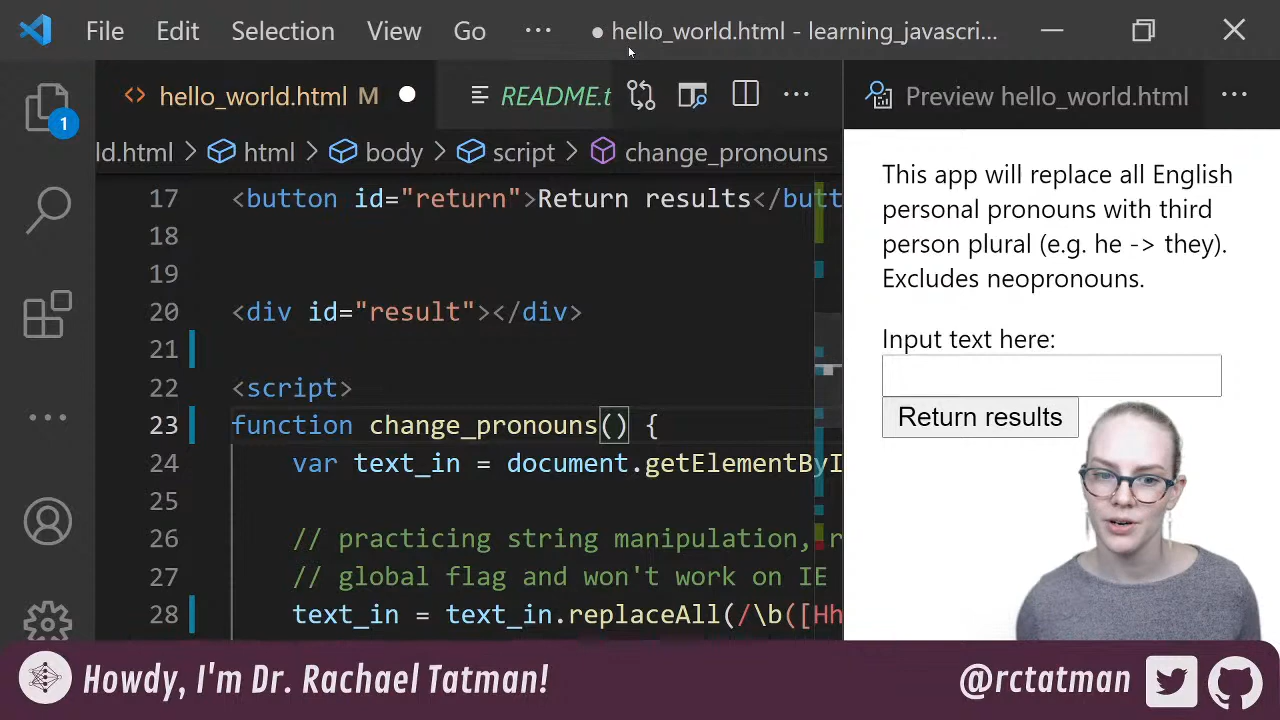 File Edit Selection View Go ··· ● hello_world.html - learning_javascri...
<> hello_world.html M ● README.t ···
Preview hello_world.html ···
ld.html > html > body > script > change_pronouns
1
17 <button id="return">Return results</butt
18
19
20 <div id="result"></div>
21
22 <script>
23 function change_pronouns() {
24 var text_in = document.getElementByI
25
26 // practicing string manipulation, r
27 // global flag and won't work on IE
28 text_in = text_in.replaceAll(/\b([Hh
This app will replace all English
personal pronouns with third
person plural (e.g. he -> they).
Excludes neopronouns.
Input text here:
Return results
Howdy, I'm Dr. Rachael Tatman!
@rctatman